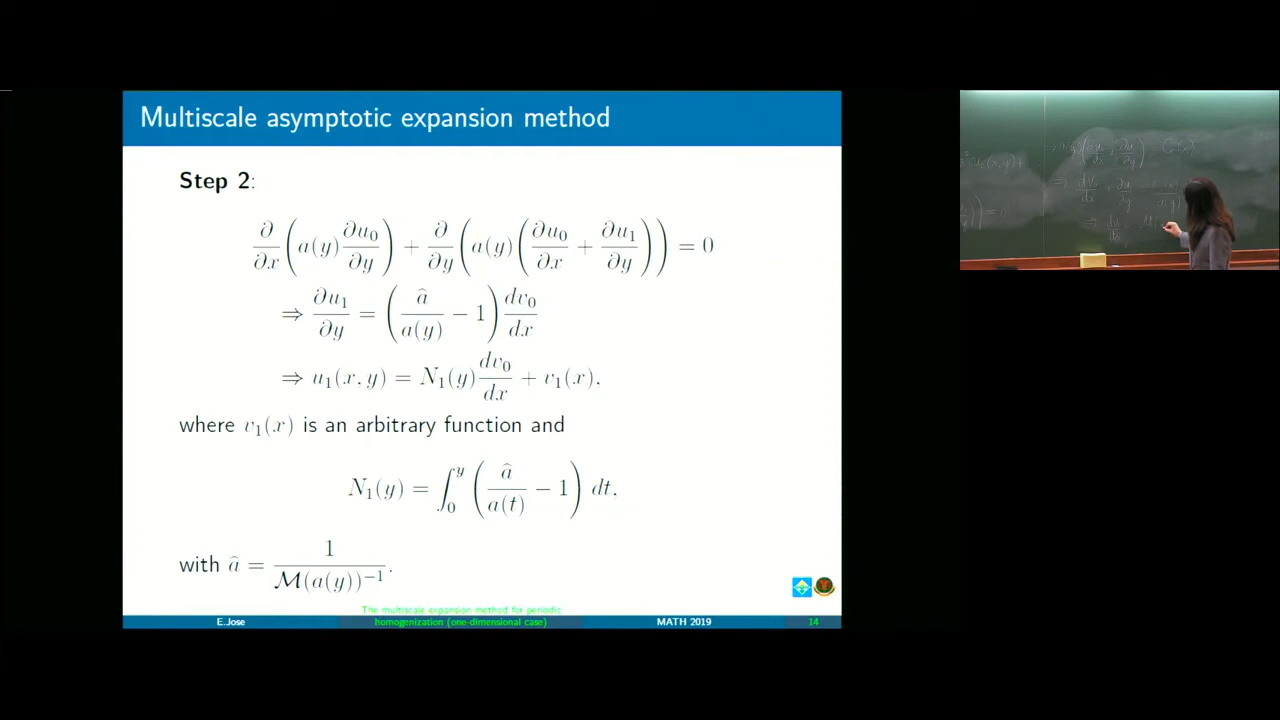 Multiscale asymptotic expansion method
Step 2:
∂/∂x (a(y) ∂u₀/∂y) + ∂/∂y (a(y) (∂u₀/∂x + ∂u₁/∂y)) = 0
⇒ ∂u₁/∂y = (â/a(y) − 1) dv₀/dx
⇒ u₁(x, y) = N₁(y) dv₀/dx + v₁(x),
where v₁(x) is an arbitrary function and
N₁(y) = ∫₀^y (â/a(t) − 1) dt,
with â = 1/ℳ(a(y))⁻¹.
The multiscale expansion method for periodic
E.Jose homogenization (one-dimensional case) MATH 2019 14